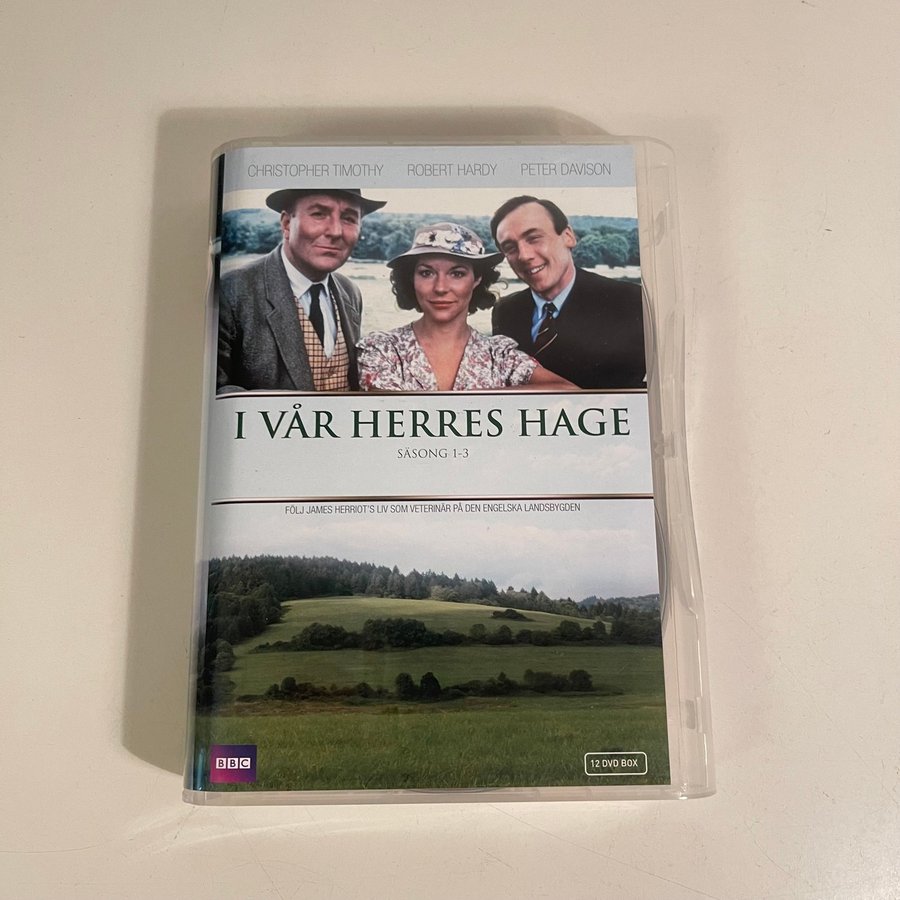 CHRISTOPHER TIMOTHY ROBERT HARDY PETER DAVISON
I VÅR HERRES HAGE
SÄSONG 1-3
FÖLJ JAMES HERRIOT'S LIV SOM VETERINÄR PÅ DEN ENGELSKA LANDSBYGDEN
BBC
12 DVD BOX